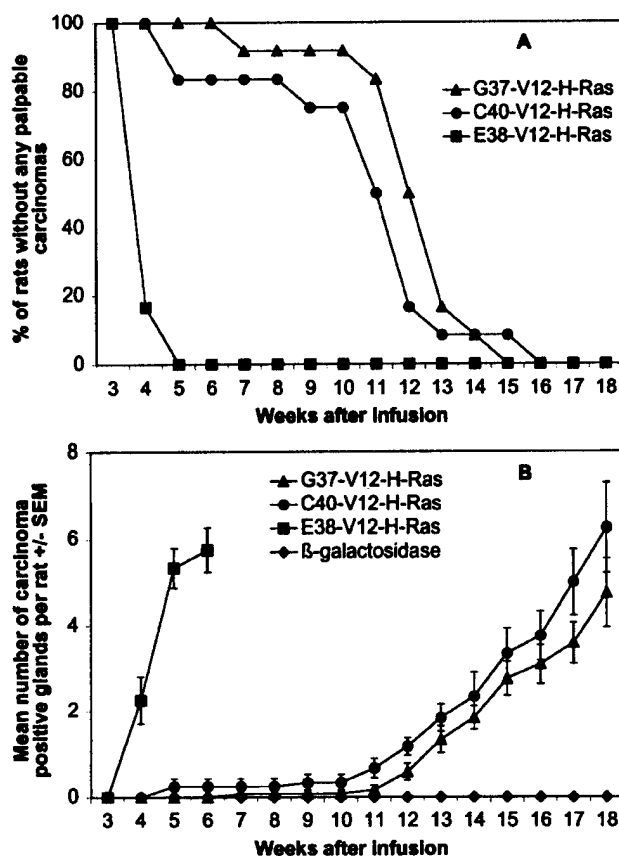 100
80
60
40
20
0
% of rats without any palpable
carcinomas
A
G37-V12-H-Ras
C40-V12-H-Ras
E38-V12-H-Ras
3 4 5 6 7 8 9 10 11 12 13 14 15 16 17 18
Weeks after infusion
8
6
4
2
0
Mean number of carcinoma
positive glands per rat +/- SEM
B
G37-V12-H-Ras
C40-V12-H-Ras
E38-V12-H-Ras
ß-galactosidase
3 4 5 6 7 8 9 10 11 12 13 14 15 16 17 18
Weeks after infusion